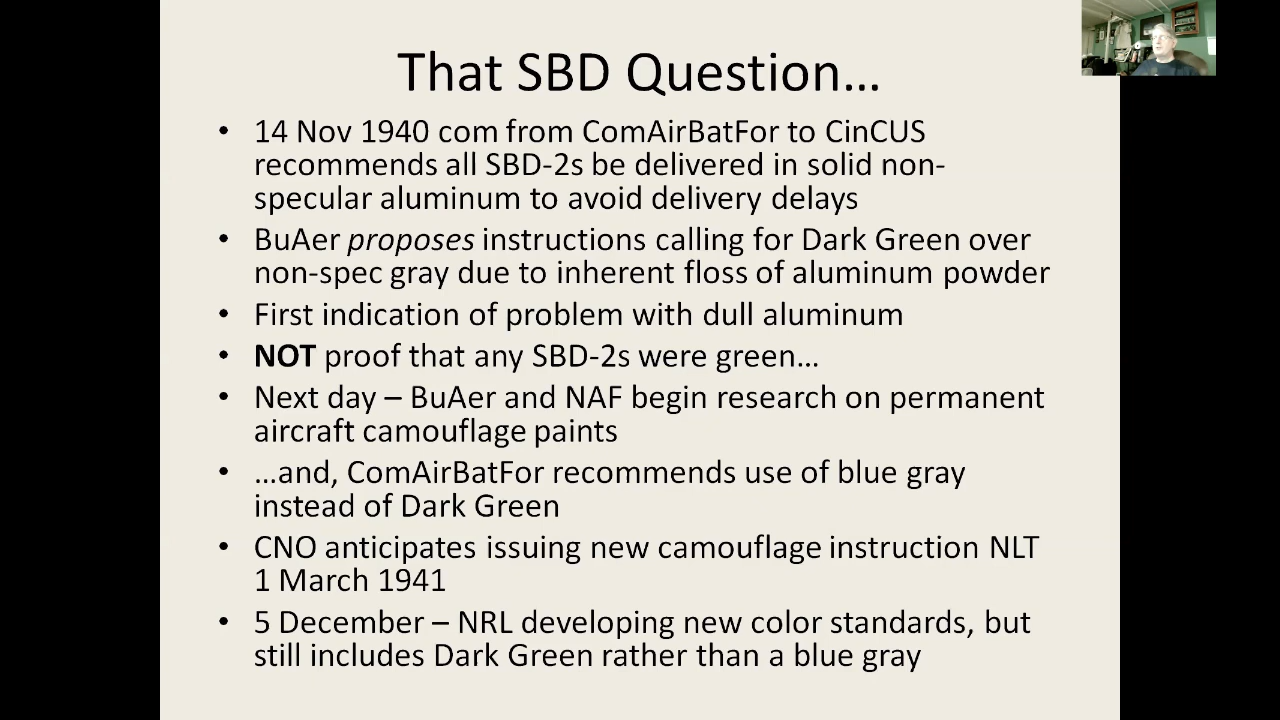 That SBD Question…
• 14 Nov 1940 com from ComAirBatFor to CinCUS
recommends all SBD-2s be delivered in solid non-
specular aluminum to avoid delivery delays
• BuAer proposes instructions calling for Dark Green over
non-spec gray due to inherent floss of aluminum powder
• First indication of problem with dull aluminum
• NOT proof that any SBD-2s were green…
• Next day – BuAer and NAF begin research on permanent
aircraft camouflage paints
• …and, ComAirBatFor recommends use of blue gray
instead of Dark Green
• CNO anticipates issuing new camouflage instruction NLT
1 March 1941
• 5 December – NRL developing new color standards, but
still includes Dark Green rather than a blue gray